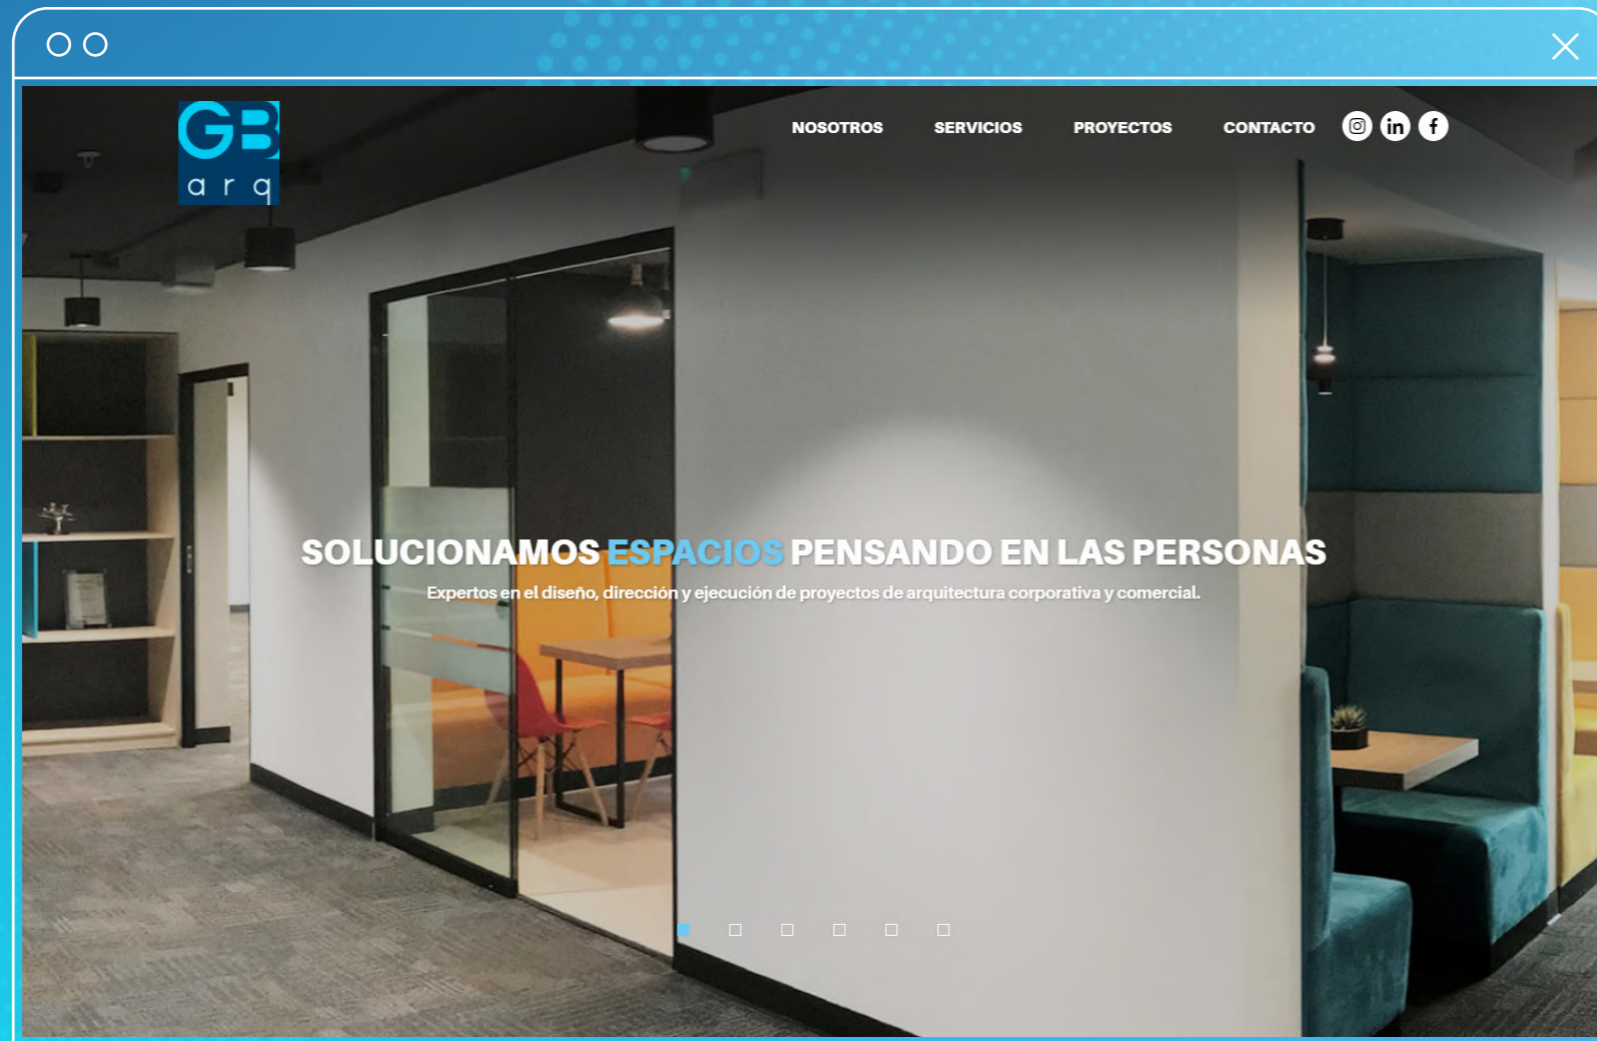 GB
arq
NOSOTROS SERVICIOS PROYECTOS CONTACTO in f
SOLUCIONAMOS ESPACIOS PENSANDO EN LAS PERSONAS
Expertos en el diseño, dirección y ejecución de proyectos de arquitectura corporativa y comercial.